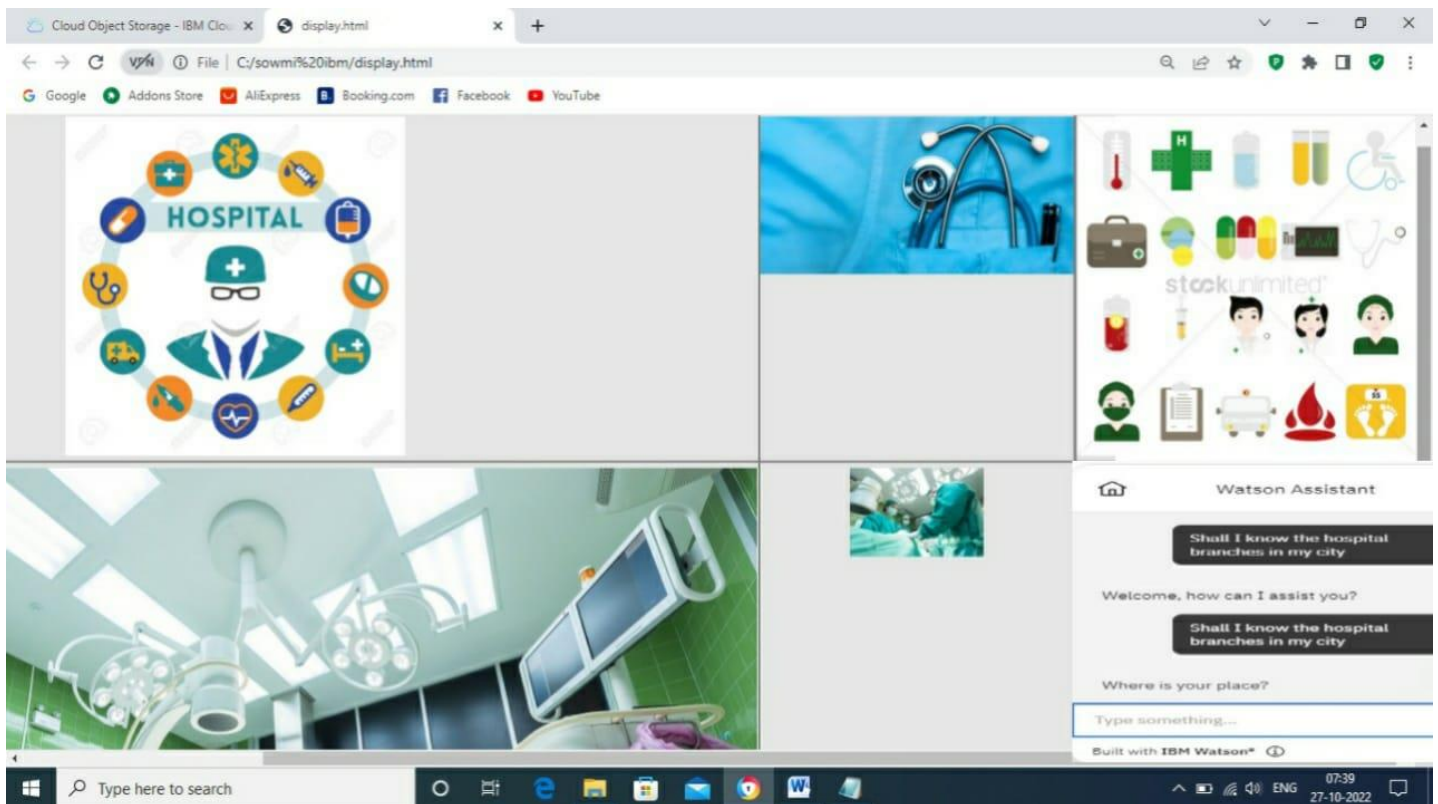 Cloud Object Storage - IBM Clou
display.html
VPN
File
C:/sowmi%20ibm/display.html
Google
Addons Store
AliExpress
B.
Booking.com
Facebook
YouTube
HOSPITAL
H
stockunlimited
SS
Watson Assistant
Shall I know the hospital
branches in my city
Welcome, how can I assist you?
Shall I know the hospital
branches in my city
Where is your place?
Type something...
Built with IBM Watson®
Type here to search
ENG
07:39
27-10-2022